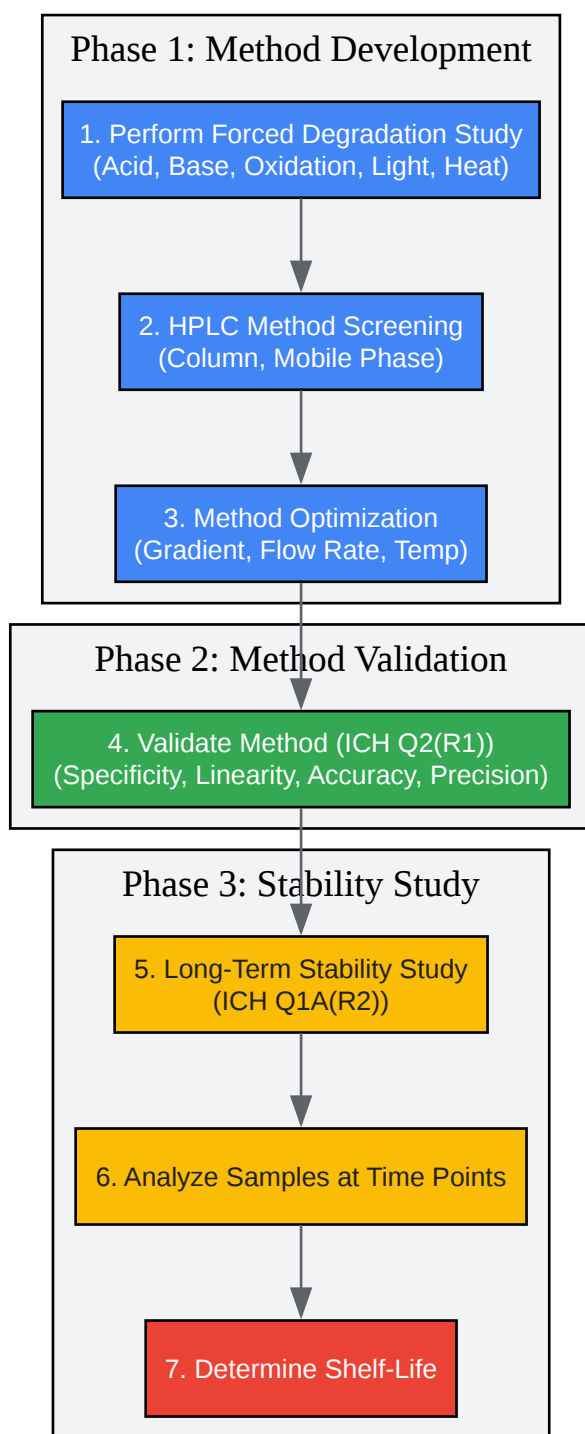 Phase 1: Method Development
1. Perform Forced Degradation Study
(Acid, Base, Oxidation, Light, Heat)
2. HPLC Method Screening
(Column, Mobile Phase)
3. Method Optimization
(Gradient, Flow Rate, Temp)
Phase 2: Method Validation
4. Validate Method (ICH Q2(R1))
(Specificity, Linearity, Accuracy, Precision)
Phase 3: Stability Study
5. Long-Term Stability Study
(ICH Q1A(R2))
6. Analyze Samples at Time Points
7. Determine Shelf-Life